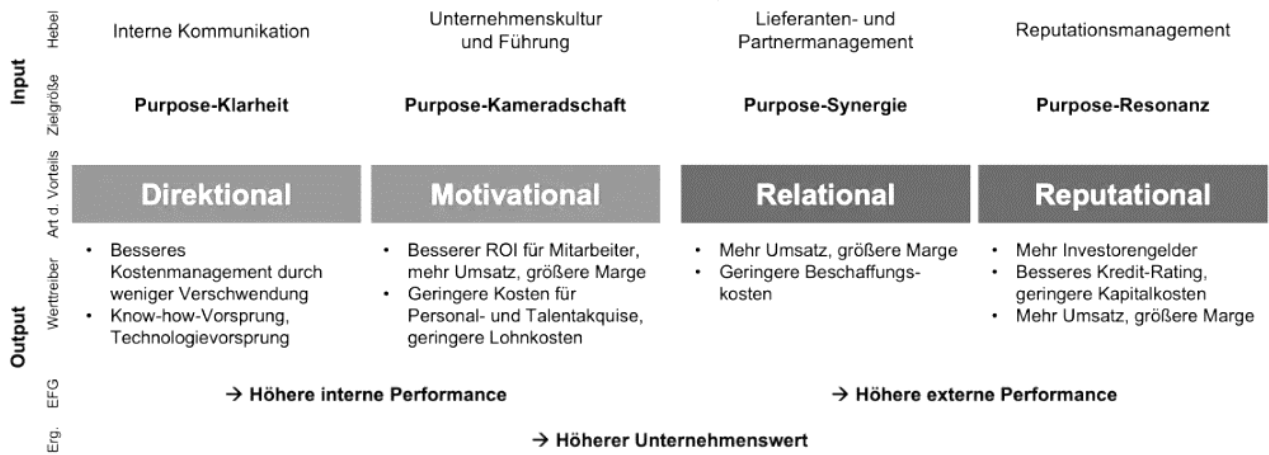 Input
Hebel
Interne Kommunikation
Unternehmenskultur
und Führung
Lieferanten- und
Partnermanagement
Reputationsmanagement
Zielgröße
Purpose-Klarheit
Purpose-Kameradschaft
Purpose-Synergie
Purpose-Resonanz
Output
Art d. Vorteils
Direktional
Motivational
Relational
Reputational
Werttreiber
• Besseres
Kostenmanagement durch
weniger Verschwendung
• Know-how-Vorsprung,
Technologievorsprung
• Besserer ROI für Mitarbeiter,
mehr Umsatz, größere Marge
• Geringere Kosten für
Personal- und Talentakquise,
geringere Lohnkosten
• Mehr Umsatz, größere Marge
• Geringere Beschaffungs-
kosten
• Mehr Investorengelder
• Besseres Kredit-Rating,
geringere Kapitalkosten
• Mehr Umsatz, größere Marge
EFG
→ Höhere interne Performance
→ Höhere externe Performance
Erg.
→ Höherer Unternehmenswert